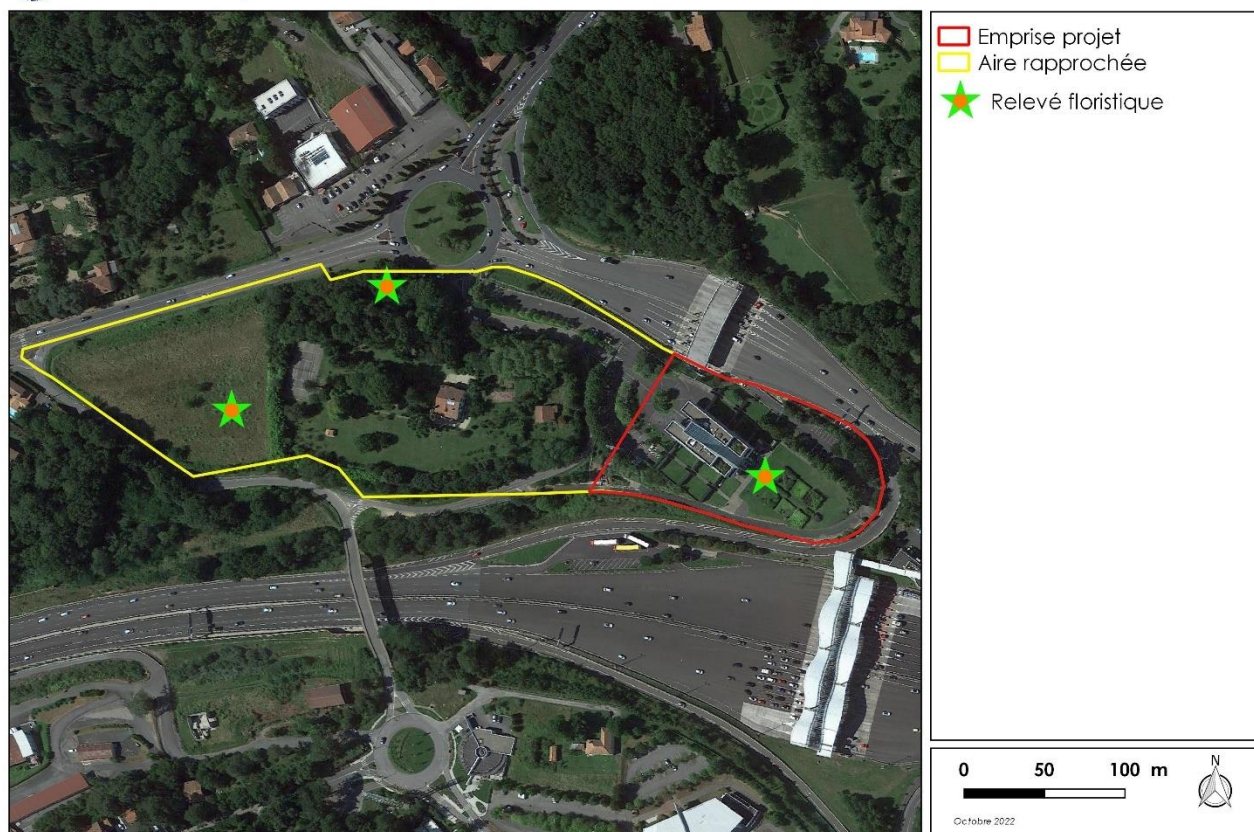 Emprise projet
Aire rapprochée
Relevé floristique
0 50 100 m
N
Octobre 2022